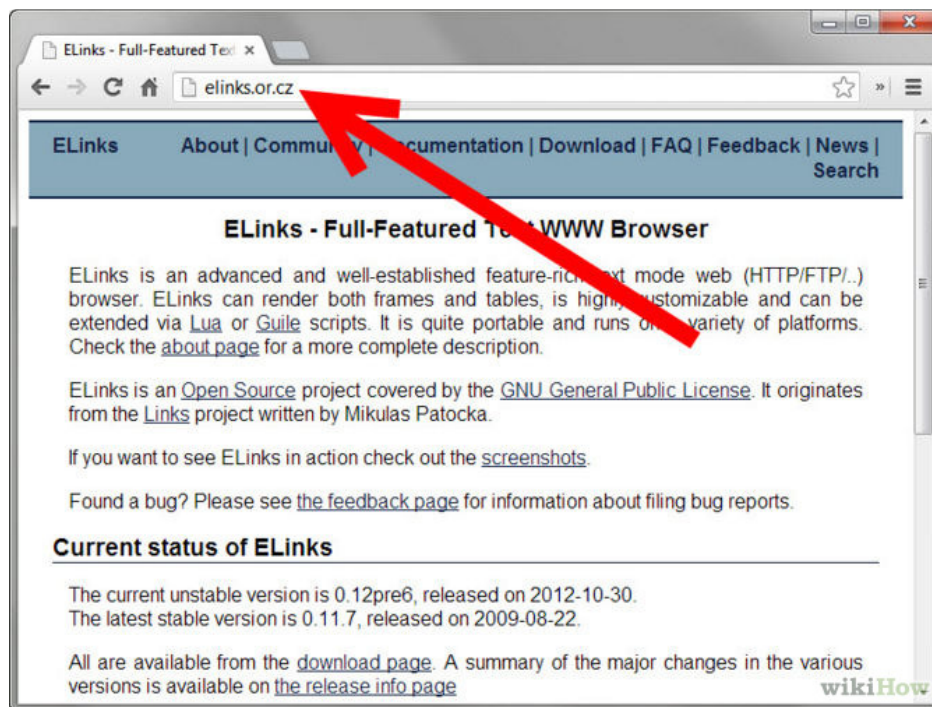 ELinks - Full-Featured Tex
elinks.or.cz
ELinks About | Community | Documentation | Download | FAQ | Feedback | News |
Search
ELinks - Full-Featured Text WWW Browser
ELinks is an advanced and well-established feature-rich text mode web (HTTP/FTP/..)
browser. ELinks can render both frames and tables, is highly customizable and can be
extended via Lua or Guile scripts. It is quite portable and runs on a variety of platforms.
Check the about page for a more complete description.
ELinks is an Open Source project covered by the GNU General Public License. It originates
from the Links project written by Mikulas Patocka.
If you want to see ELinks in action check out the screenshots.
Found a bug? Please see the feedback page for information about filing bug reports.
Current status of ELinks
The current unstable version is 0.12pre6, released on 2012-10-30.
The latest stable version is 0.11.7, released on 2009-08-22.
All are available from the download page. A summary of the major changes in the various
versions is available on the release info page
wikiHow